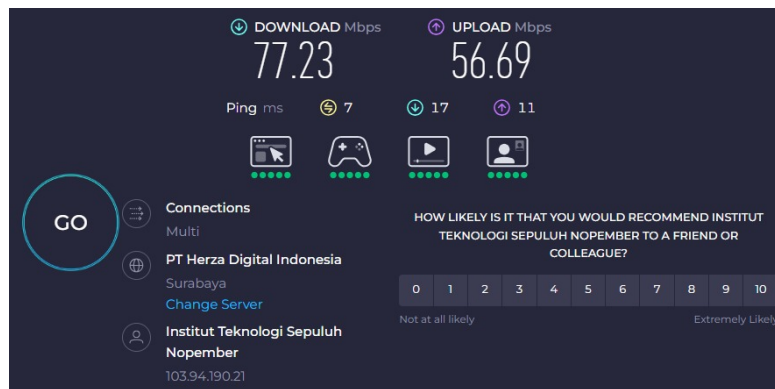 DOWNLOAD Mbps
77.23
UPLOAD Mbps
56.69
Ping ms 7 17 11
GO
Connections
Multi
PT Herza Digital Indonesia
Surabaya
Change Server
Institut Teknologi Sepuluh
Nopember
103.94.190.21
HOW LIKELY IS IT THAT YOU WOULD RECOMMEND INSTITUT
TEKNOLOGI SEPULUH NOPEMBER TO A FRIEND OR
COLLEAGUE?
0 1 2 3 4 5 6 7 8 9 10
Not at all likely
Extremely Likely